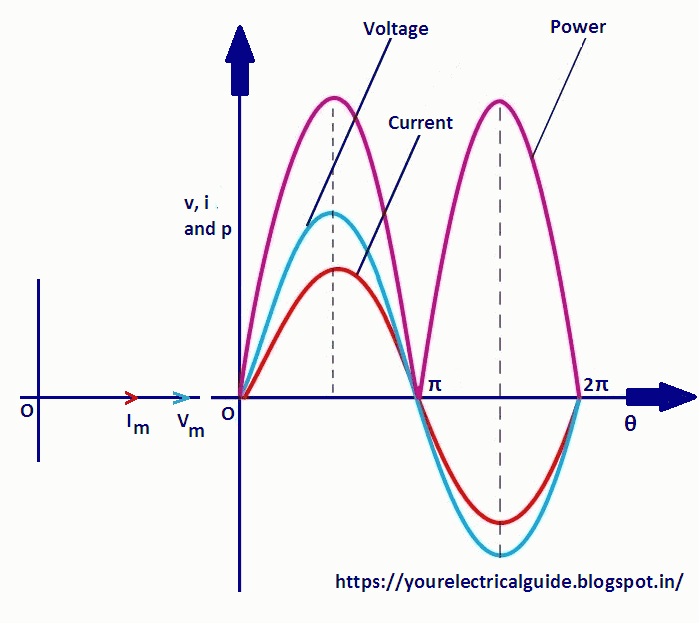 Voltage
Power
Current
v, i
and p
π
2π
O
O
Im
Vm
θ
https://yourelectricalguide.blogspot.in/